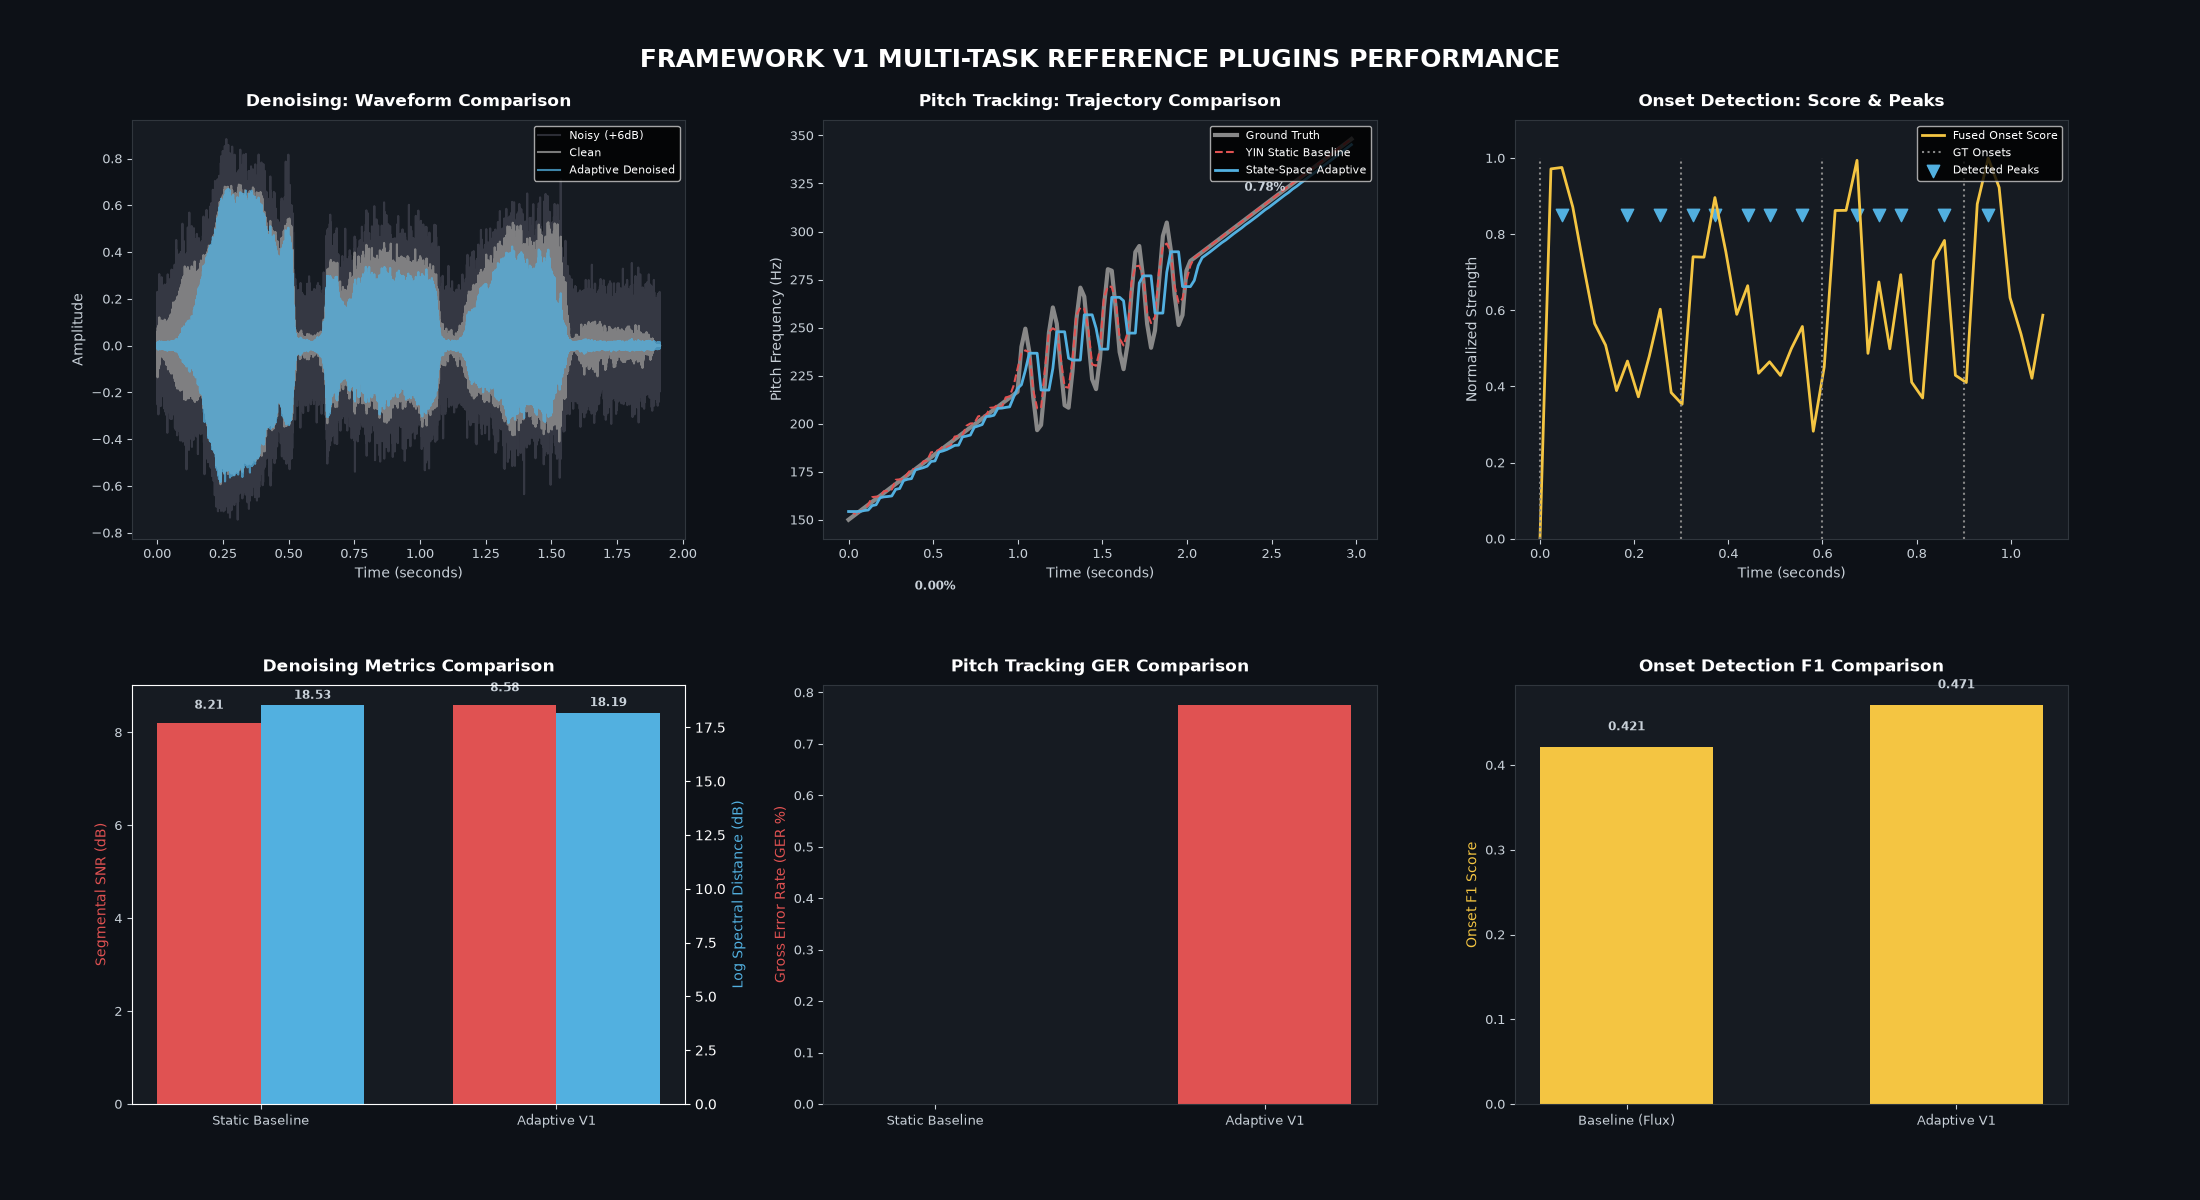 FRAMEWORK V1 MULTI-TASK REFERENCE PLUGINS PERFORMANCE
Denoising: Waveform Comparison
Noisy (+6dB)
Clean
Adaptive Denoised
Amplitude
0.8
0.6
0.4
0.2
0.0
−0.2
−0.4
−0.6
−0.8
0.00 0.25 0.50 0.75 1.00 1.25 1.50 1.75 2.00
Time (seconds)
Pitch Tracking: Trajectory Comparison
Ground Truth
YIN Static Baseline
State-Space Adaptive
0.78%
Pitch Frequency (Hz)
350
325
300
275
250
225
200
175
150
0.0 0.5 1.0 1.5 2.0 2.5 3.0
Time (seconds)
0.00%
Onset Detection: Score & Peaks
Fused Onset Score
GT Onsets
Detected Peaks
Normalized Strength
1.0
0.8
0.6
0.4
0.2
0.0
0.0 0.2 0.4 0.6 0.8 1.0
Time (seconds)
Denoising Metrics Comparison
8.21 18.53 8.58 18.19
Segmental SNR (dB)
8
6
4
2
0
17.5
15.0
12.5
10.0
7.5
5.0
2.5
0.0
Log Spectral Distance (dB)
Static Baseline Adaptive V1
Pitch Tracking GER Comparison
Gross Error Rate (GER %)
0.8
0.7
0.6
0.5
0.4
0.3
0.2
0.1
0.0
Static Baseline Adaptive V1
Onset Detection F1 Comparison
0.421 0.471
Onset F1 Score
0.4
0.3
0.2
0.1
0.0
Baseline (Flux) Adaptive V1